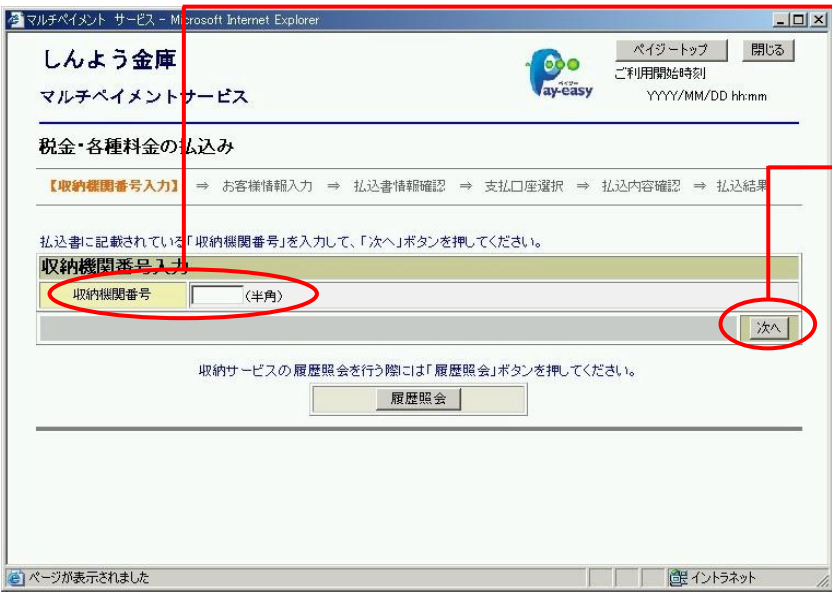 マルチペイメント サービス - Microsoft Internet Explorer
しんよう金庫
マルチペイメントサービス
Pay-easy
ペイジー
ペイジートップ
閉じる
ご利用開始時刻
YYYY/MM/DD hh:mm
税金・各種料金の払込み
【収納機関番号入力】 ⇒ お客様情報入力 ⇒ 払込書情報確認 ⇒ 支払口座選択 ⇒ 払込内容確認 ⇒ 払込結果
払込書に記載されている「収納機関番号」を入力して、「次へ」ボタンを押してください。
収納機関番号入力
収納機関番号 (半角)
次へ
収納サービスの履歴照会を行う際には「履歴照会」ボタンを押してください。
履歴照会
ページが表示されました
イントラネット